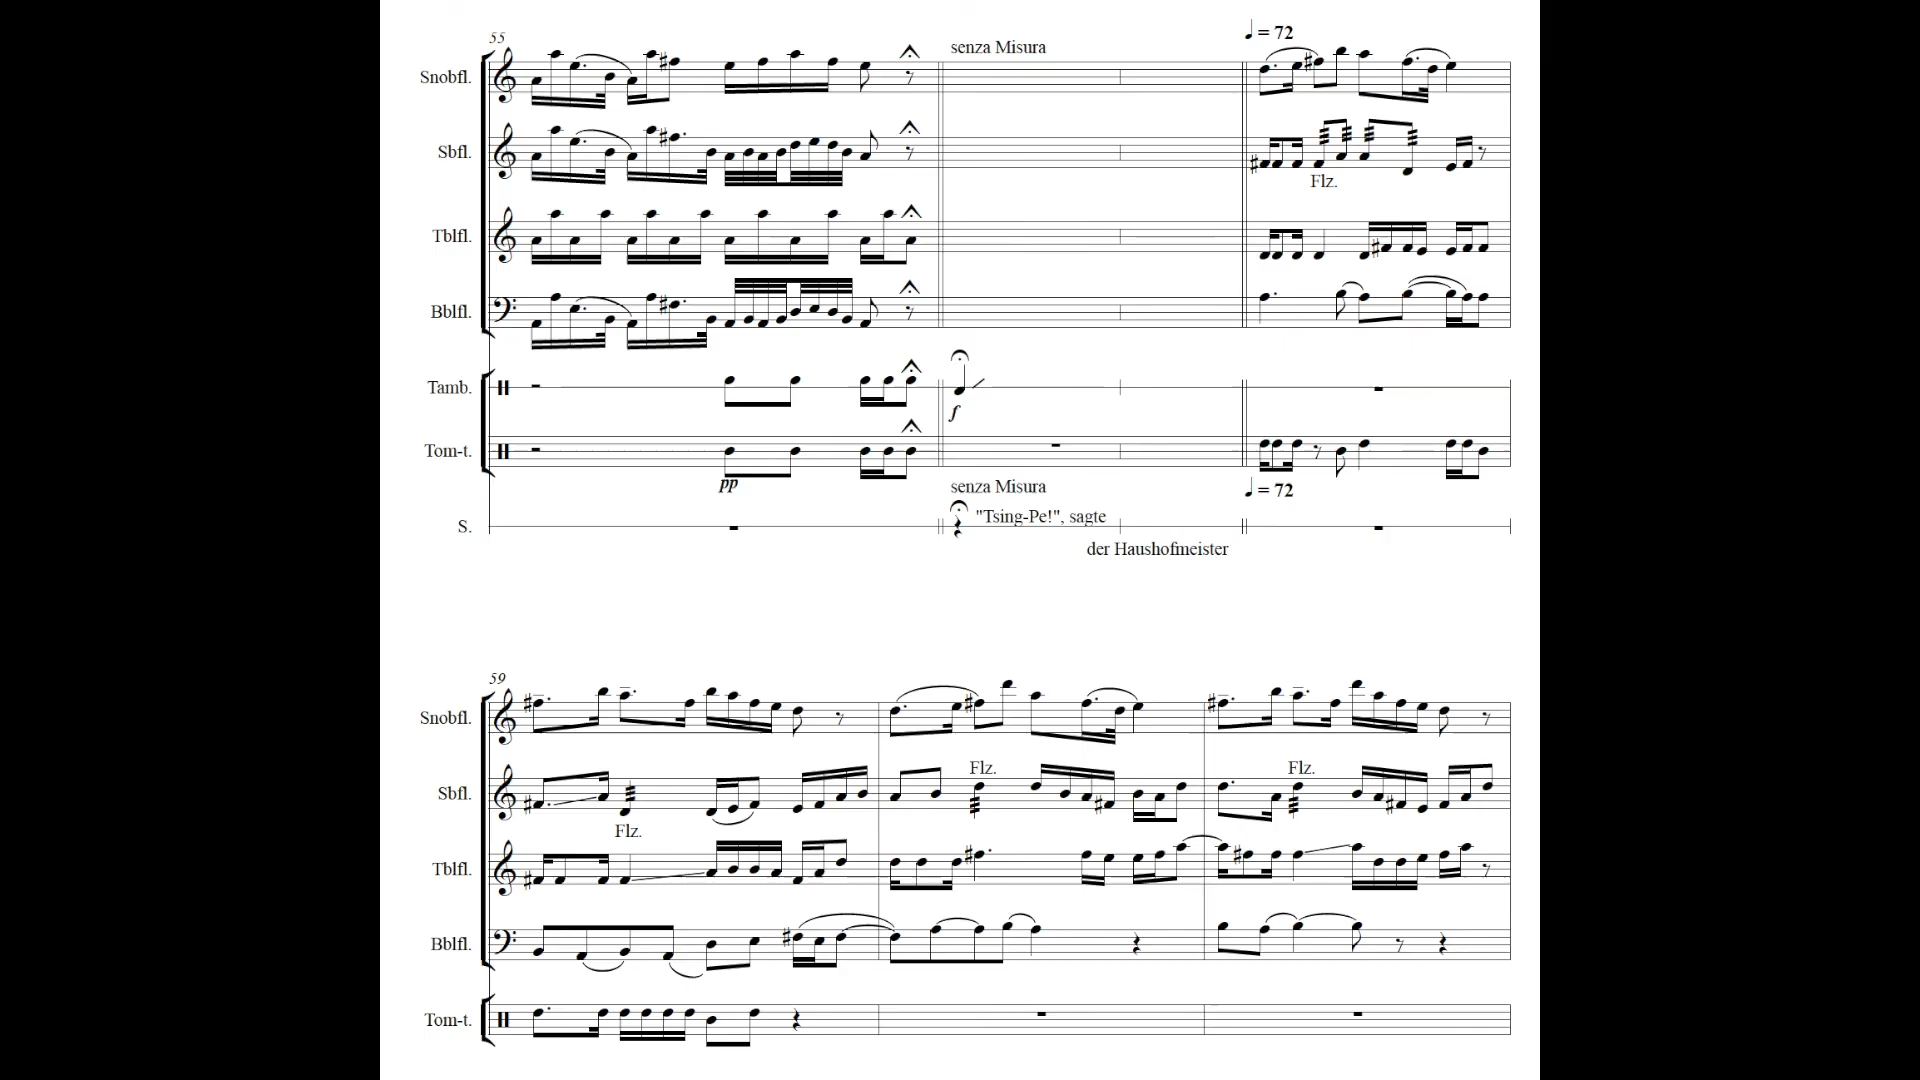 55
senza Misura
♩ = 72
Snobfl.
Sbfl.
Flz.
Tblfl.
Bblfl.
Tamb.
f
Tom-t.
pp
senza Misura
♩ = 72
S.
"Tsing-Pe!", sagte
der Haushofmeister
59
Snobfl.
Flz.
Flz.
Sbfl.
Flz.
Tblfl.
Bblfl.
Tom-t.